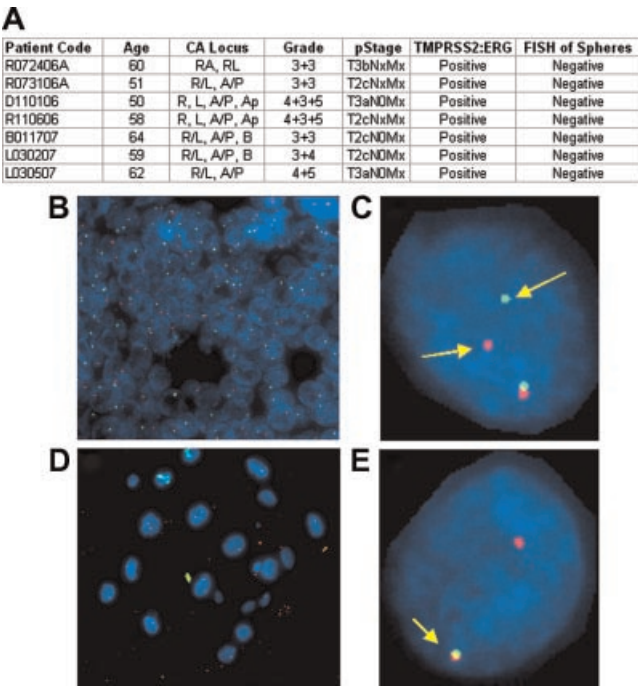 A
Patient Code Age CA Locus Grade pStage TMPRSS2:ERG FISH of Spheres
R072406A 60 RA, RL 3+3 T3bNxMx Positive Negative
R073106A 51 R/L, A/P 3+3 T2cNxMx Positive Negative
D110106 50 R, L, A/P, Ap 4+3+5 T3aN0Mx Positive Negative
R110606 58 R, L, A/P, Ap 4+3+5 T2cNxMx Positive Negative
B011707 64 R/L, A/P, B 3+3 T2cN0Mx Positive Negative
L030207 59 R/L, A/P, B 3+4 T2cN0Mx Positive Negative
L030507 62 R/L, A/P 4+5 T3aN0Mx Positive Negative
B C
D E